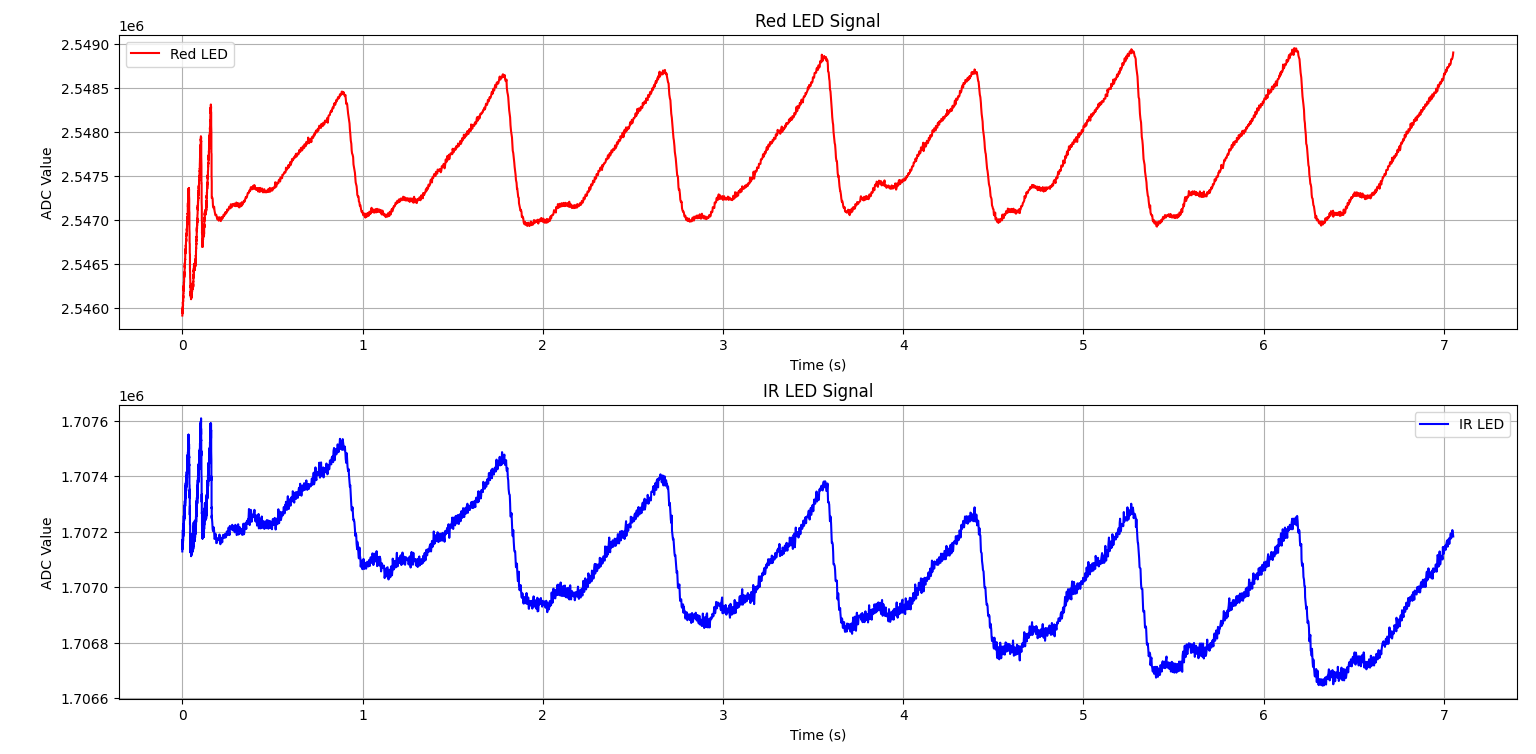 Red LED Signal
1e6
Red LED
2.5490
2.5485
2.5480
2.5475
2.5470
2.5465
2.5460
ADC Value
0 1 2 3 4 5 6 7
Time (s)
IR LED Signal
1e6
IR LED
1.7076
1.7074
1.7072
1.7070
1.7068
1.7066
ADC Value
0 1 2 3 4 5 6 7
Time (s)